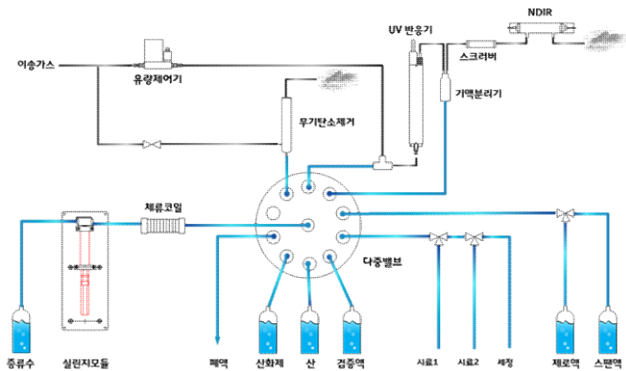 NDIR
UV 반응기
스크러버
이송가스
유량제어기
기액분리기
무기탄소제거
체류코일
다중밸브
증류수
실린지모듈
폐액
산화제
산
검증액
시료1
시료2
세정
제로액
스팬액